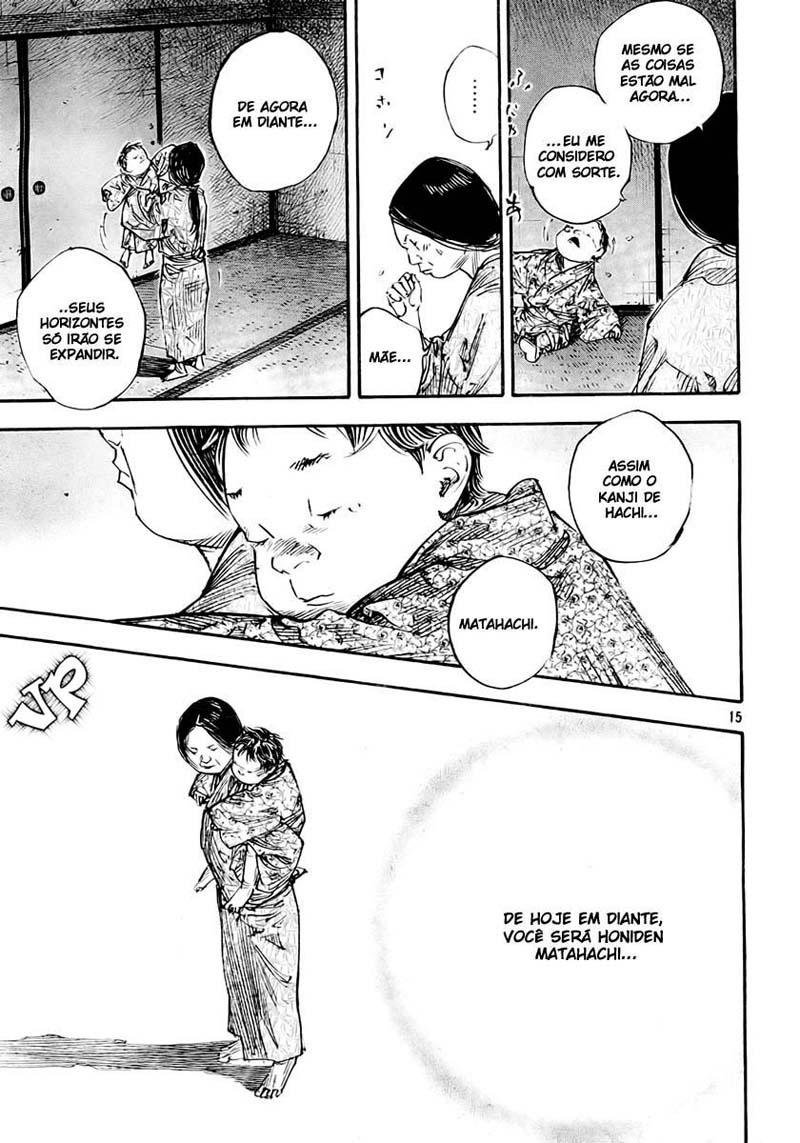 MESMO SE
AS COISAS
ESTÃO MAL
AGORA...
...EU ME
CONSIDERO
COM SORTE.
.......
MÃE...
DE AGORA
EM DIANTE...
..SEUS
HORIZONTES
SÓ IRÃO SE
EXPANDIR.
ASSIM
COMO O
KANJI DE
HACHI...
MATAHACHI.
15
VP
DE HOJE EM DIANTE,
VOCÊ SERÁ HONIDEN
MATAHACHI...